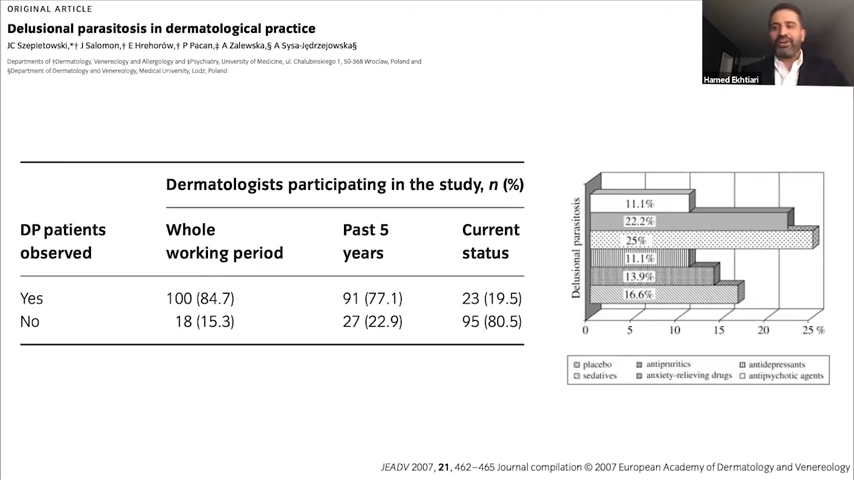 ORIGINAL ARTICLE
Delusional parasitosis in dermatological practice
JC Szepietowski,*† J Salomon,† E Hrehorów,† P Pacan,‡ A Zalewska,§ A Sysa-Jędrzejowska§
Departments of †Dermatology, Venereology and Allergology and ‡Psychiatry, University of Medicine, ul. Chalubinskiego 1, 50-368 Wroclaw, Poland and
§Department of Dermatology and Venereology, Medical University, Lodz, Poland
Hamed Ekhtiari
Dermatologists participating in the study, n (%)
DP patients observed
Whole working period
Past 5 years
Current status
Yes 100 (84.7) 91 (77.1) 23 (19.5)
No 18 (15.3) 27 (22.9) 95 (80.5)
Delusional parasitosis
11.1%
22.2%
25%
11.1%
13.9%
16.6%
0 5 10 15 20 25 %
placebo antipruritics antidepressants
sedatives anxiety-relieving drugs antipsychotic agents
JEADV 2007, 21, 462–465 Journal compilation © 2007 European Academy of Dermatology and Venereology